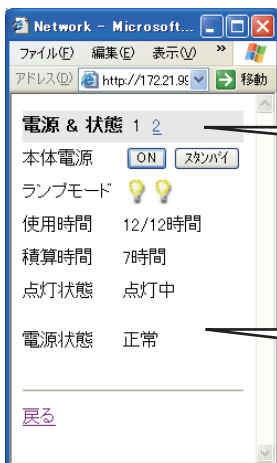 Network - Microsoft...
ファイル(F) 編集(E) 表示(V) »
アドレス(D) http://172.21.99 移動
電源 & 状態 1 2
本体電源 ON スタンバイ
ランプモード
使用時間 12/12時間
積算時間 7時間
点灯状態 点灯中
電源状態 正常
戻る